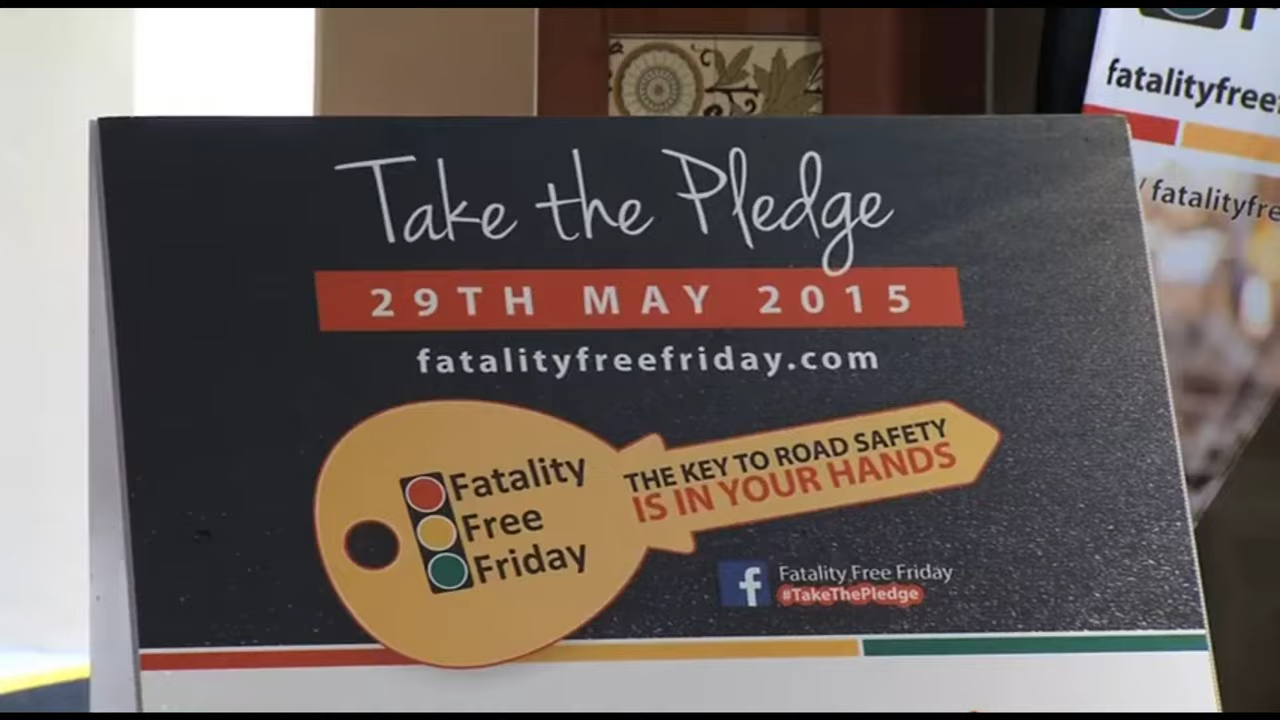 Take the Pledge
29TH MAY 2015
fatalityfreefriday.com
Fatality
Free
Friday
THE KEY TO ROAD SAFETY
IS IN YOUR HANDS
f
Fatality Free Friday
#TakeThePledge
fatalityfreef
/ fatalityfre